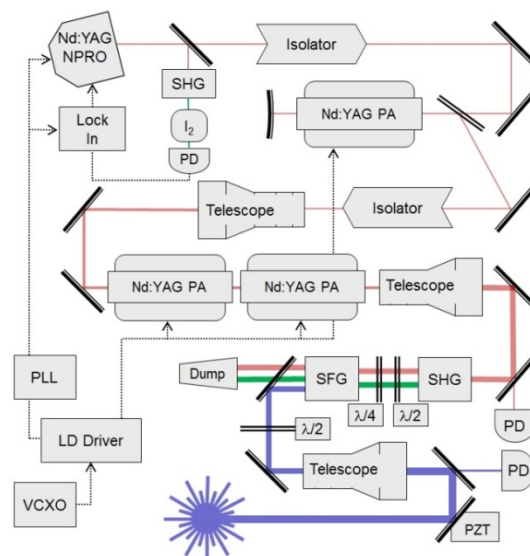 Nd:YAG
NPRO
Isolator
SHG
Nd:YAG PA
Lock
In
I₂
PD
Telescope
Isolator
Nd:YAG PA
Nd:YAG PA
Telescope
PLL
Dump
SFG
SHG
λ/4
λ/2
PD
LD Driver
λ/2
Telescope
PD
VCXO
PZT